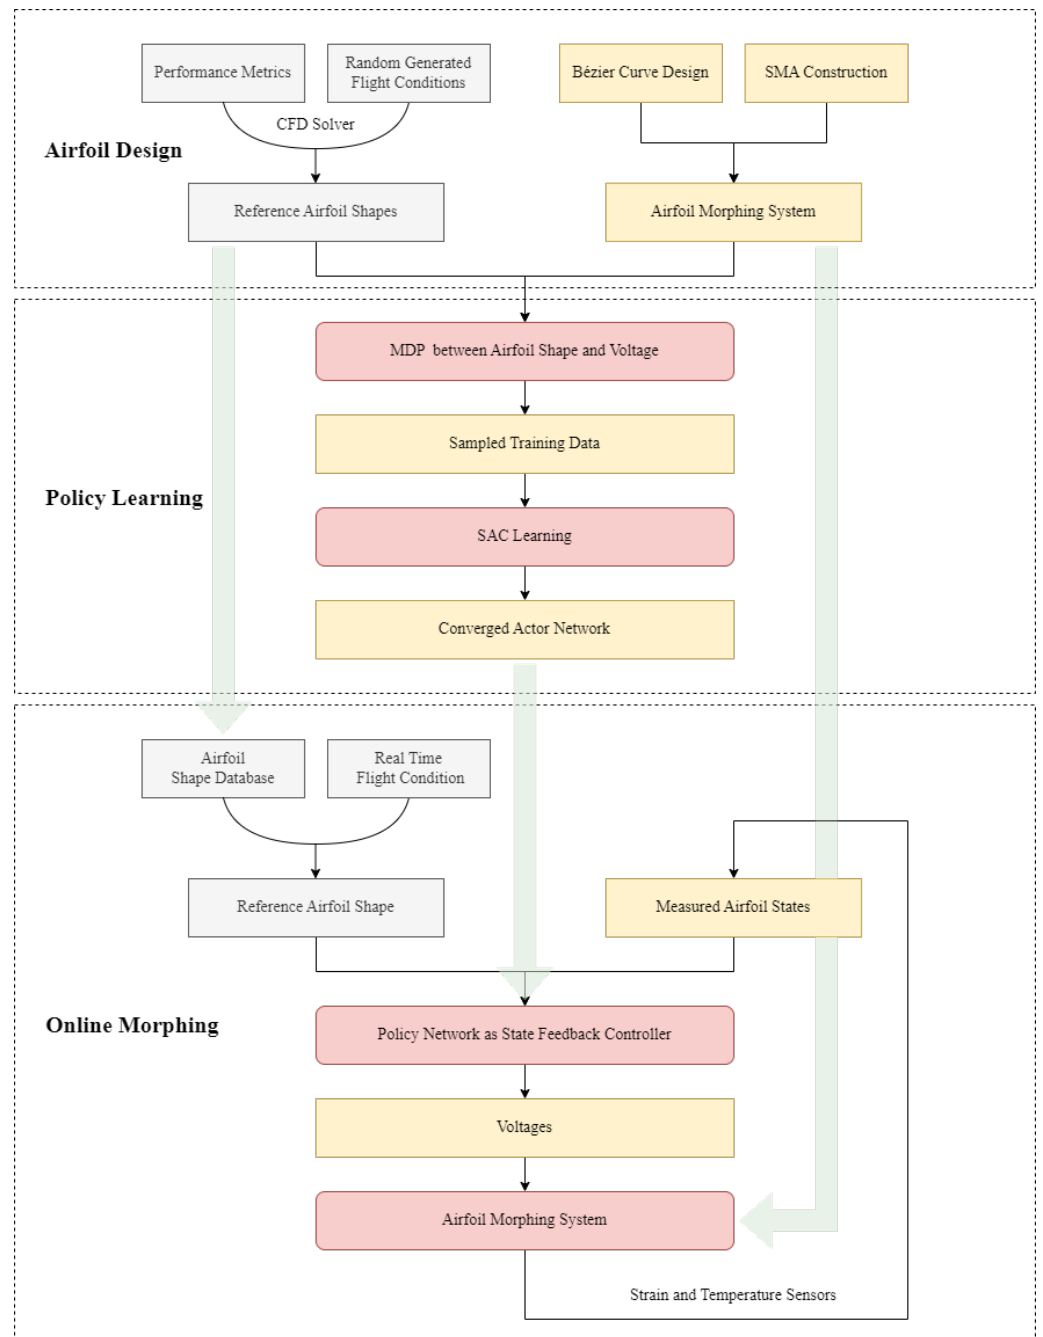 Performance Metrics
Random Generated
Flight Conditions
Bézier Curve Design
SMA Construction
CFD Solver
Airfoil Design
Reference Airfoil Shapes
Airfoil Morphing System
MDP between Airfoil Shape and Voltage
Sampled Training Data
Policy Learning
SAC Learning
Converged Actor Network
Airfoil
Shape Database
Real Time
Flight Condition
Reference Airfoil Shape
Measured Airfoil States
Online Morphing
Policy Network as State Feedback Controller
Voltages
Airfoil Morphing System
Strain and Temperature Sensors